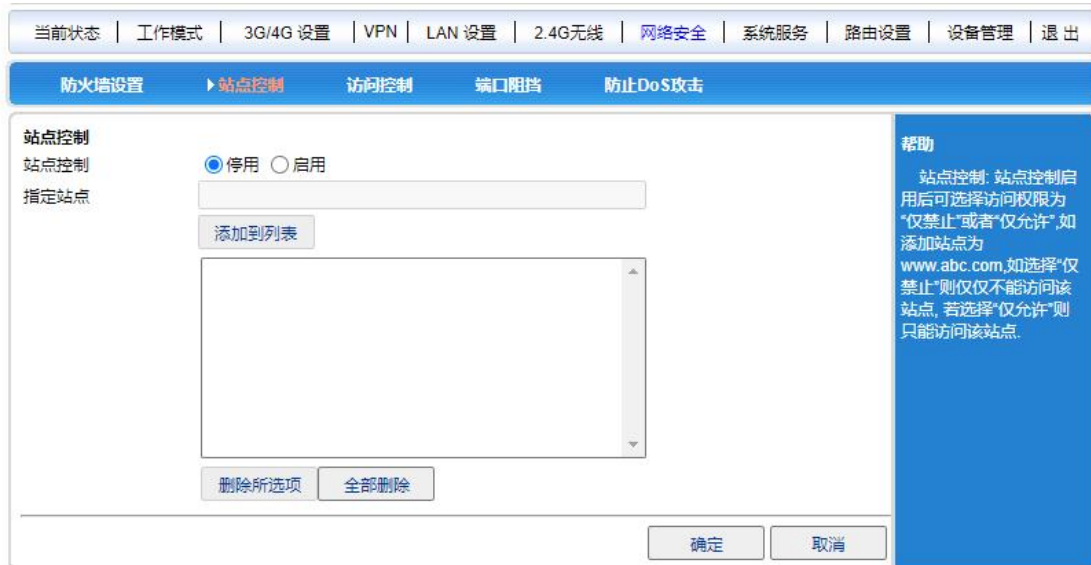 当前状态 | 工作模式 | 3G/4G 设置 | VPN | LAN 设置 | 2.4G无线 | 网络安全 | 系统服务 | 路由设置 | 设备管理 | 退 出
防火墙设置 站点控制 访问控制 端口阻挡 防止DoS攻击
站点控制
站点控制 停用 启用
指定站点
添加到列表
删除所选项 全部删除
确定 取消
帮助
站点控制: 站点控制启
用后可选择访问权限为
“仅禁止”或者“仅允许”,如
添加站点为
www.abc.com,如选择“仅
禁止”则仅仅不能访问该
站点, 若选择“仅允许”则
只能访问该站点.